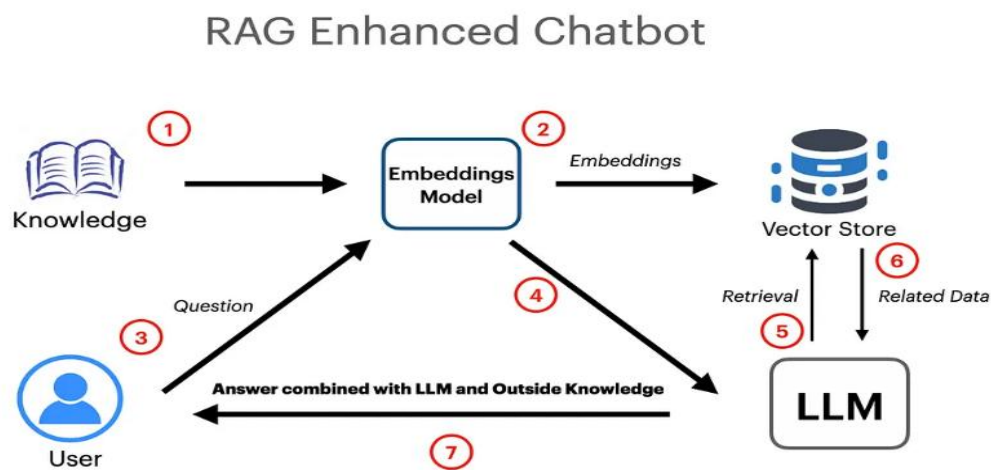 RAG Enhanced Chatbot
1
2
Knowledge
Embeddings
Model
Embeddings
Vector Store
3
Question
4
Retrieval
5
6
Related Data
User
Answer combined with LLM and Outside Knowledge
7
LLM